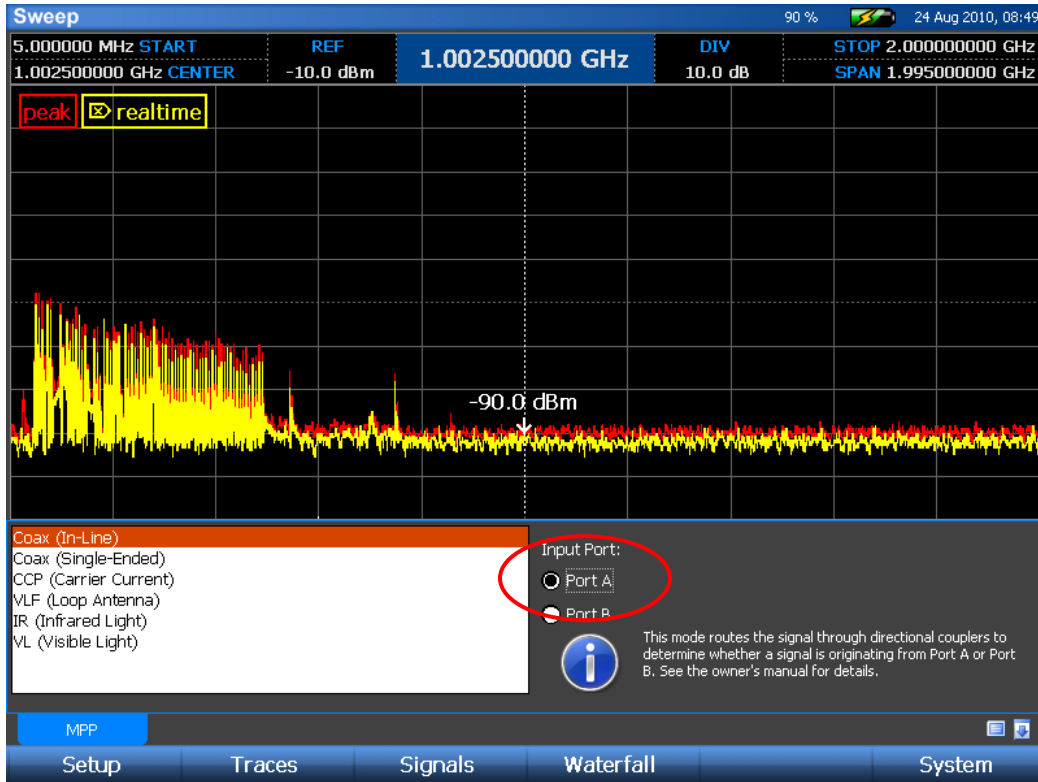 Sweep 90 % 24 Aug 2010, 08:49
5.000000 MHz START REF 1.002500000 GHz DIV STOP 2.000000000 GHz
1.002500000 GHz CENTER -10.0 dBm 10.0 dB SPAN 1.995000000 GHz
peak realtime
-90.0 dBm
Coax (In-Line)
Coax (Single-Ended)
CCP (Carrier Current)
VLF (Loop Antenna)
IR (Infrared Light)
VL (Visible Light)
Input Port:
Port A
Port B
This mode routes the signal through directional couplers to
determine whether a signal is originating from Port A or Port
B. See the owner's manual for details.
MPP
Setup Traces Signals Waterfall System